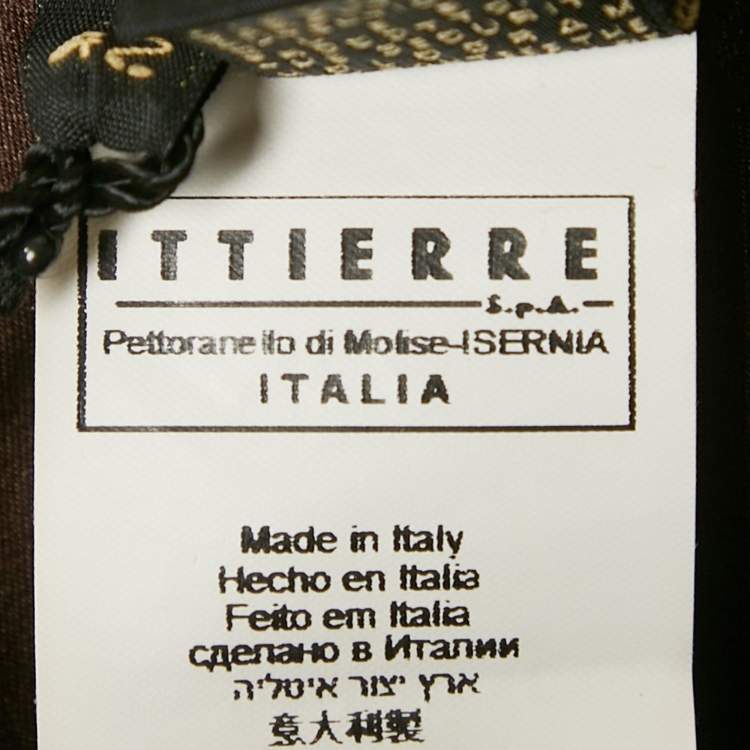 ITTIERRE
S.p.A.
Pettoranello di Molise-ISERNIA
ITALIA
Made in Italy
Hecho en Italia
Feito em Italia
сделано в Италии
ארץ יצור איטליה
意大利製